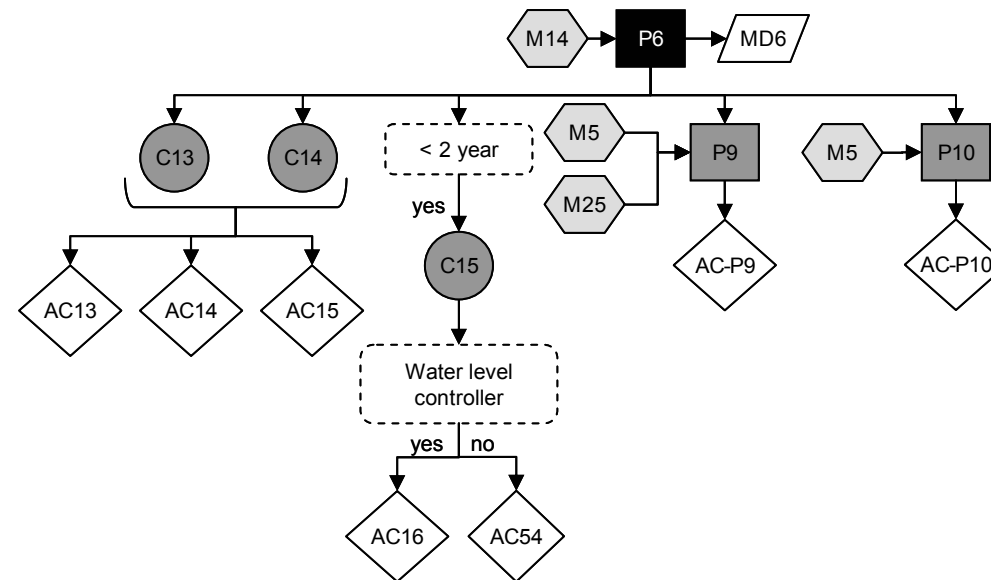 M14
P6
MD6
C13
C14
< 2 year
M5
M25
P9
M5
P10
yes
C15
AC-P9
AC-P10
AC13
AC14
AC15
Water level
controller
yes
no
AC16
AC54